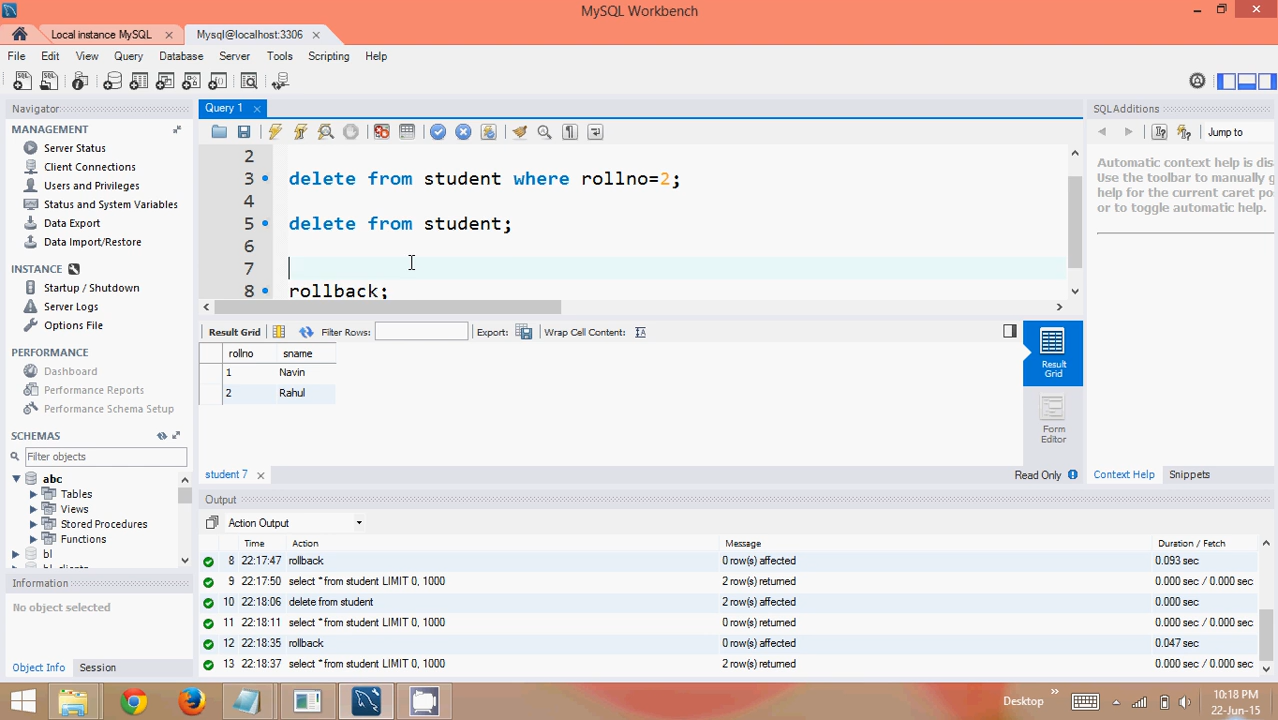 MySQL Workbench
Local instance MySQL
Mysql@localhost:3306
File Edit View Query Database Server Tools Scripting Help
Navigator
MANAGEMENT
Server Status
Client Connections
Users and Privileges
Status and System Variables
Data Export
Data Import/Restore
INSTANCE
Startup / Shutdown
Server Logs
Options File
PERFORMANCE
Dashboard
Performance Reports
Performance Schema Setup
SCHEMAS
Filter objects
abc
Tables
Views
Stored Procedures
Functions
bl
Information
No object selected
Object Info Session
Query 1
2
3 delete from student where rollno=2;
4
5 delete from student;
6
7
8 rollback;
Result Grid Filter Rows: Export: Wrap Cell Content:
rollno sname
1 Navin
2 Rahul
Result
Grid
Form
Editor
student 7
Read Only
SQLAdditions
Jump to
Automatic context help is dis
Use the toolbar to manually g
help for the current caret po
or to toggle automatic help.
Context Help Snippets
Output
Action Output
Time Action Message Duration / Fetch
8 22:17:47 rollback 0 row(s) affected 0.093 sec
9 22:17:50 select * from student LIMIT 0, 1000 2 row(s) returned 0.000 sec / 0.000 sec
10 22:18:06 delete from student 2 row(s) affected 0.000 sec
11 22:18:11 select * from student LIMIT 0, 1000 0 row(s) returned 0.000 sec / 0.000 sec
12 22:18:35 rollback 0 row(s) affected 0.047 sec
13 22:18:37 select * from student LIMIT 0, 1000 2 row(s) returned 0.000 sec / 0.000 sec
Desktop
10:18 PM
22-Jun-15